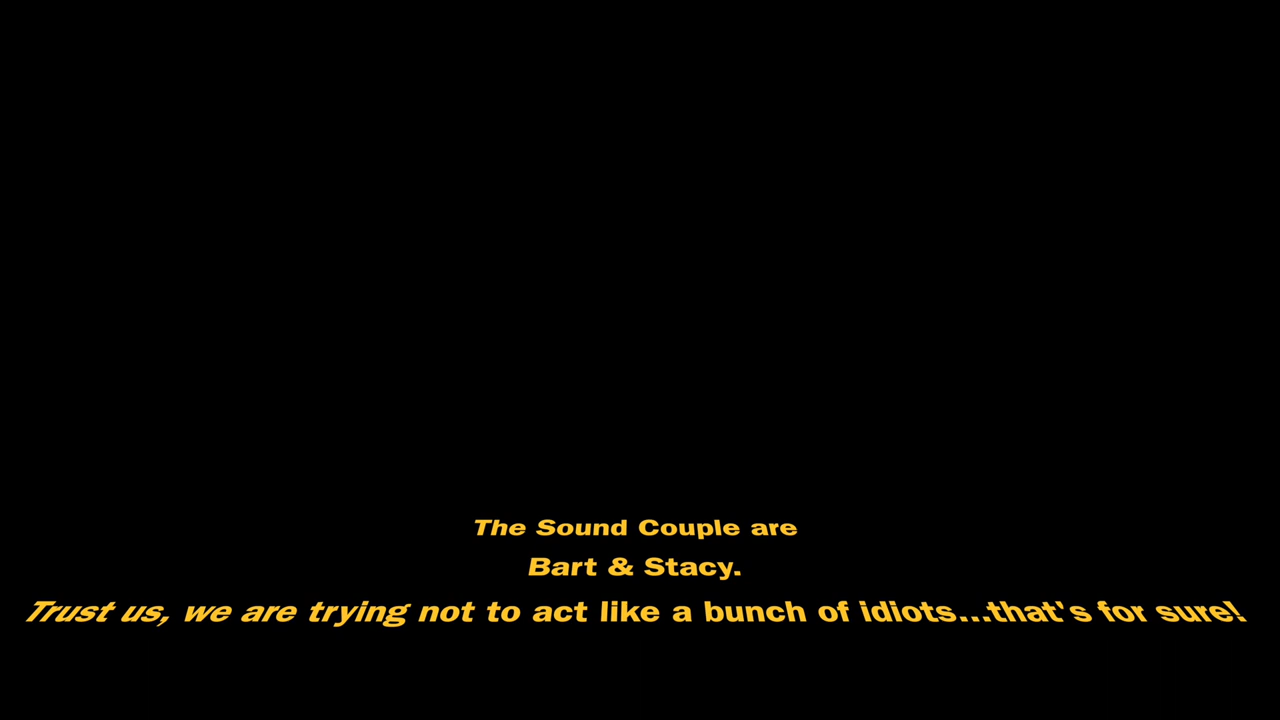 The Sound Couple are
Bart & Stacy.
Trust us, we are trying not to act like a bunch of idiots...that's for sure!